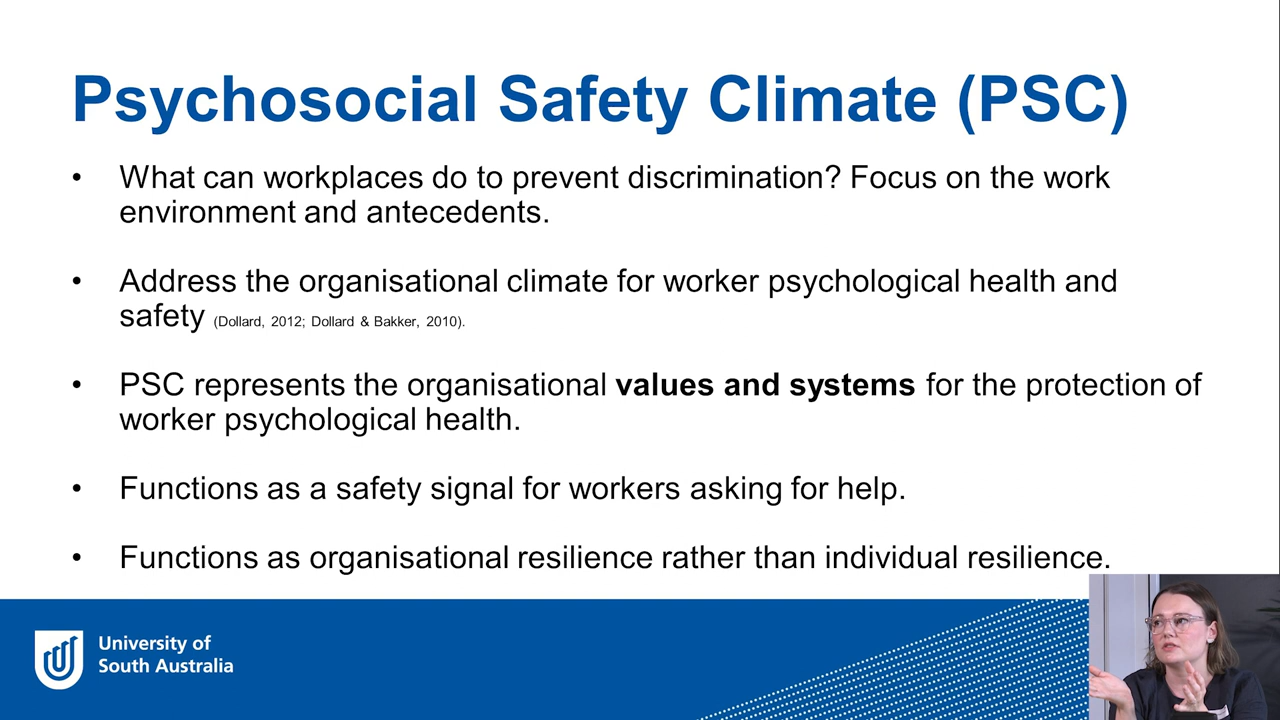 Psychosocial Safety Climate (PSC)
• What can workplaces do to prevent discrimination? Focus on the work
environment and antecedents.
• Address the organisational climate for worker psychological health and
safety (Dollard, 2012; Dollard & Bakker, 2010).
• PSC represents the organisational values and systems for the protection of
worker psychological health.
• Functions as a safety signal for workers asking for help.
• Functions as organisational resilience rather than individual resilience.
University of
South Australia